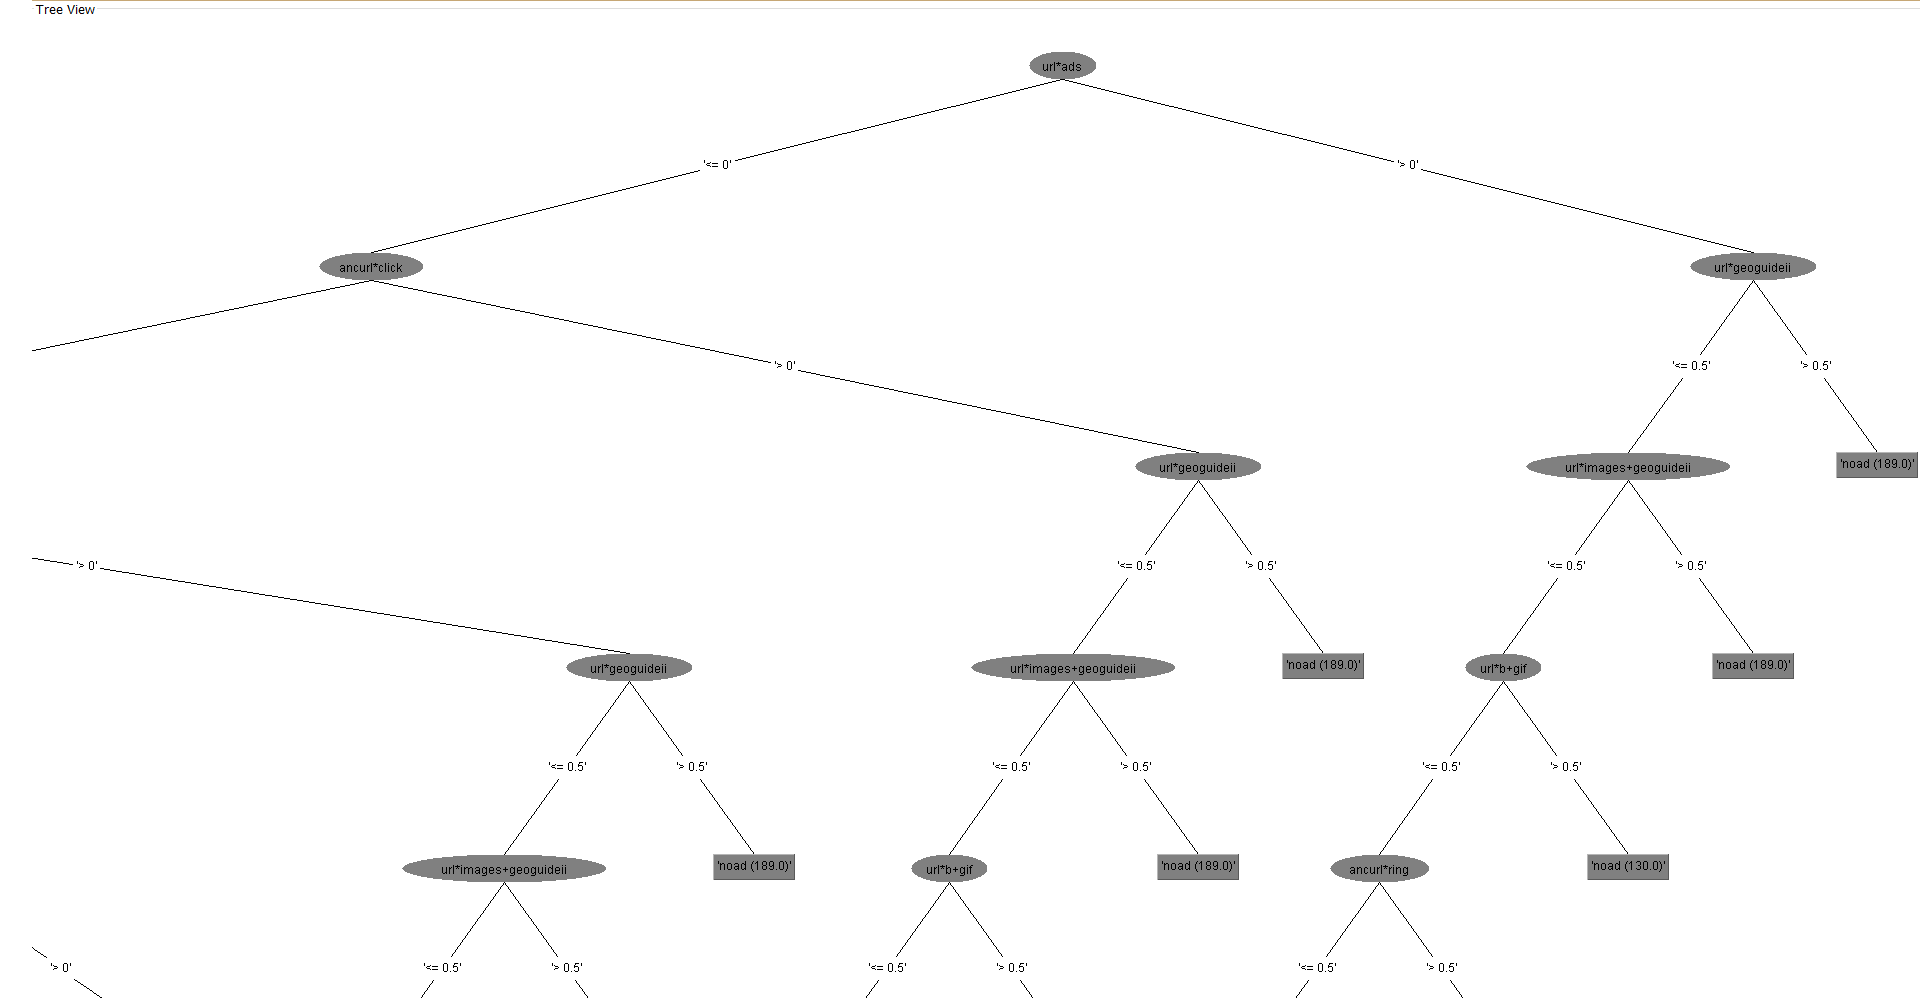 Tree View
url*ads
'<= 0'
'> 0'
ancurl*click
url*geoguideii
'> 0'
'<= 0.5'
'> 0.5'
url*geoguideii
url*images+geoguideii
'noad (189.0)'
'> 0'
'<= 0.5'
'> 0.5'
'<= 0.5'
'> 0.5'
url*geoguideii
url*images+geoguideii
'noad (189.0)'
url*b+gif
'noad (189.0)'
'<= 0.5'
'> 0.5'
'<= 0.5'
'> 0.5'
'<= 0.5'
'> 0.5'
url*images+geoguideii
'noad (189.0)'
url*b+gif
'noad (189.0)'
ancurl*ring
'noad (130.0)'
'> 0'
'<= 0.5'
'> 0.5'
'<= 0.5'
'> 0.5'
'<= 0.5'
'> 0.5'